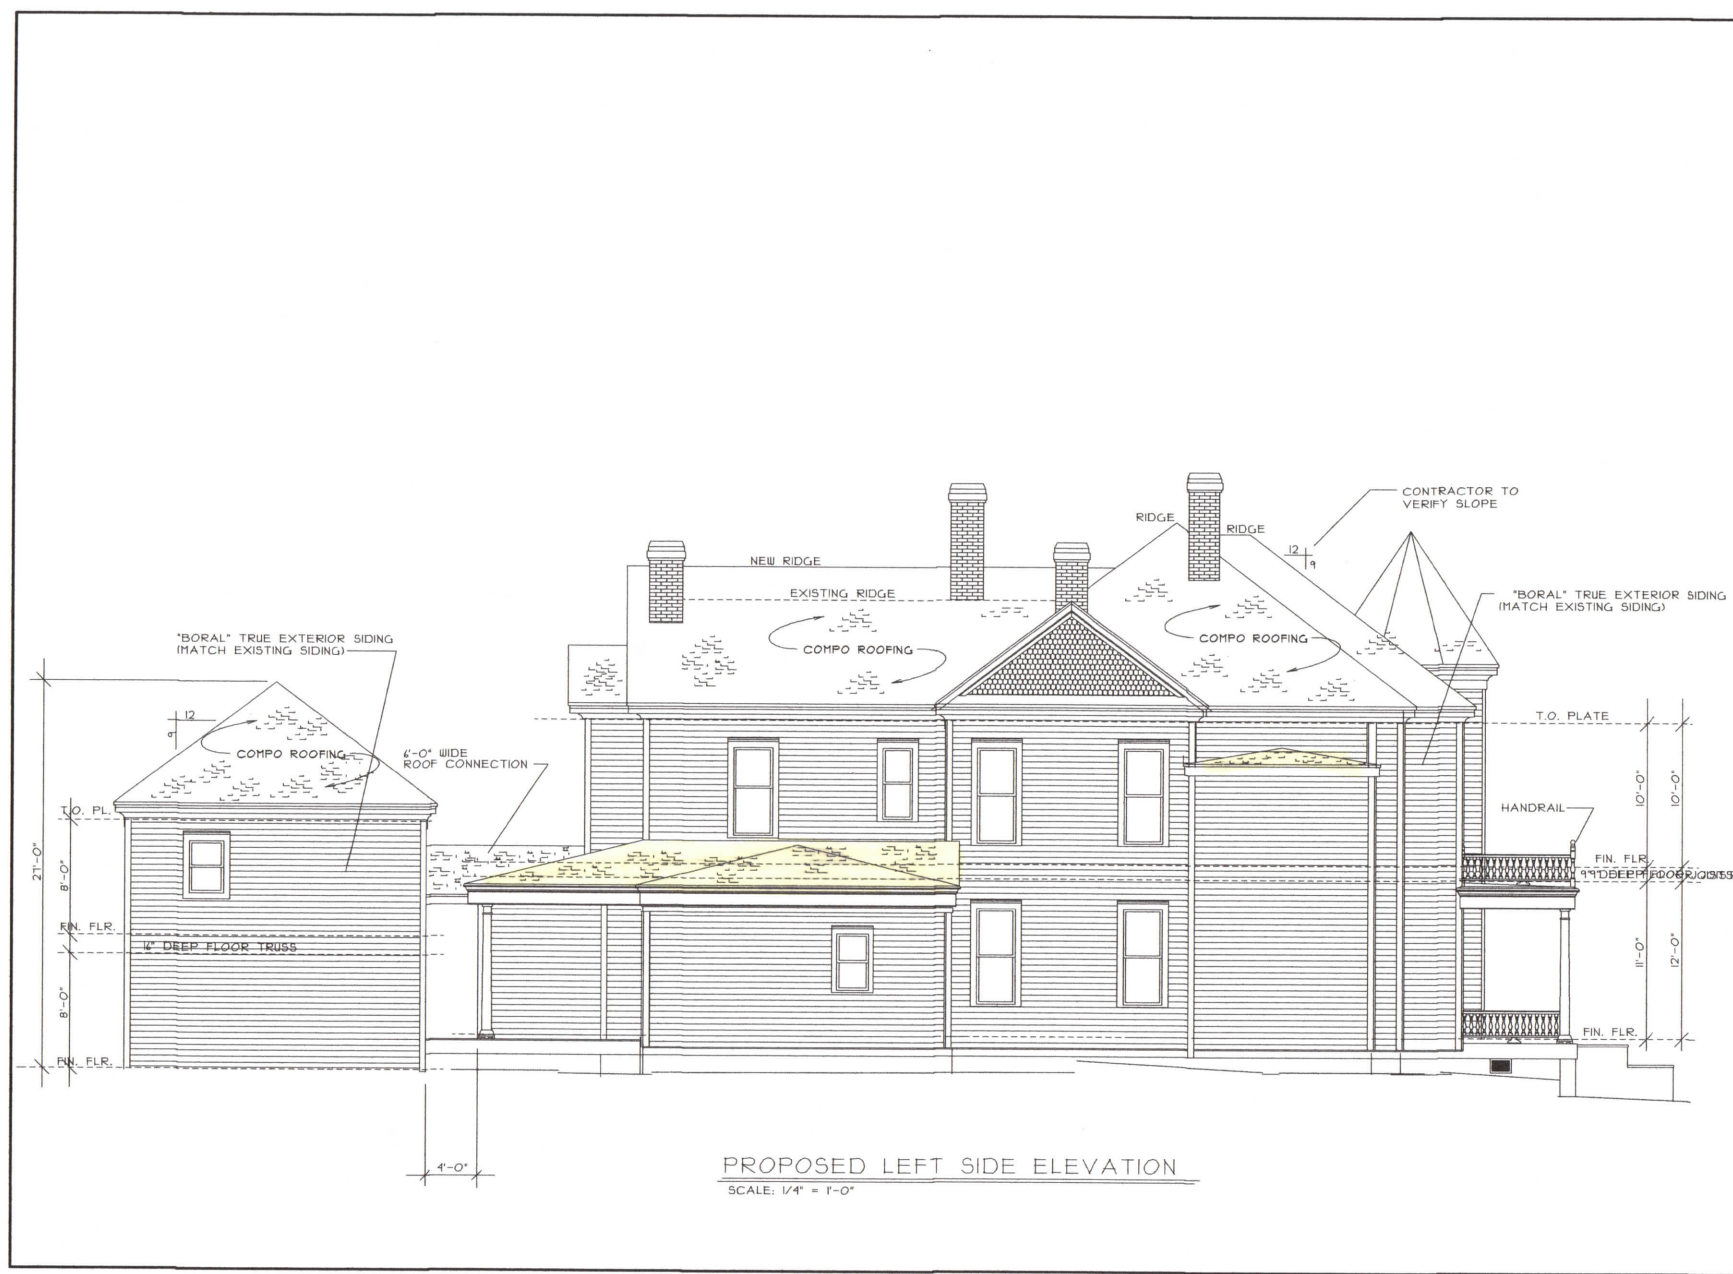 CONTRACTOR TO
VERIFY SLOPE
RIDGE
RIDGE
12
9
NEW RIDGE
EXISTING RIDGE
"BORAL" TRUE EXTERIOR SIDING
(MATCH EXISTING SIDING)
COMPO ROOFING
COMPO ROOFING
"BORAL" TRUE EXTERIOR SIDING
(MATCH EXISTING SIDING)
12
9
COMPO ROOFING
6'-0" WIDE
ROOF CONNECTION
T.O. PLATE
10'-0"
10'-0"
HANDRAIL
T.O. PL.
27'-0"
8'-0"
FIN. FLR.
FIN. FLR.
16" DEEP FLOOR TRUSS
11'-0"
12'-0"
8'-0"
FIN. FLR.
FIN. FLR.
4'-0"
PROPOSED LEFT SIDE ELEVATION
SCALE: 1/4" = 1'-0"